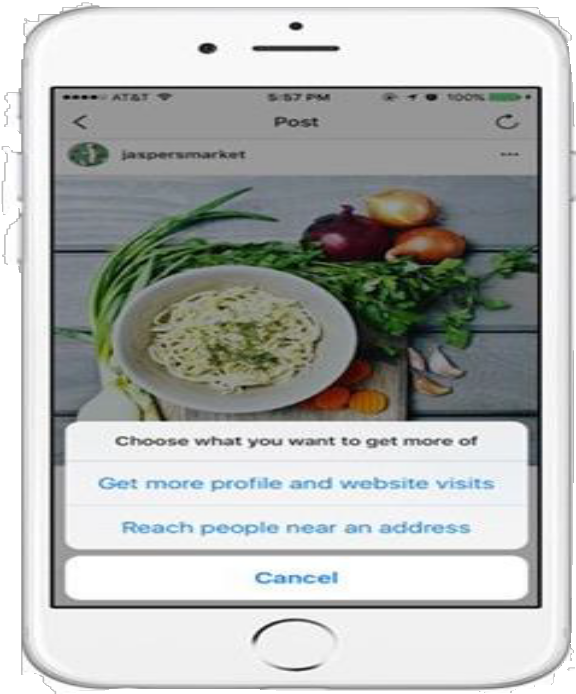 AT&T 5:57 PM 100%
Post
jaspersmarket
Choose what you want to get more of
Get more profile and website visits
Reach people near an address
Cancel